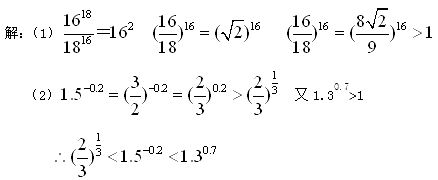 解：(1) \frac{16^{18}}{18^{16}}=16^{2} (\frac{16}{18})^{16}=(\sqrt{2})^{16} (\frac{16}{18})^{16}=(\frac{8\sqrt{2}}{9})^{16}>1
(2) 1.5^{-0.2}=(\frac{3}{2})^{-0.2}=(\frac{2}{3})^{0.2}>(\frac{2}{3})^{\frac{1}{3}} 又 1.3^{0.7}>1
∴(\frac{2}{3})^{\frac{1}{3}}<1.5^{-0.2}<1.3^{0.7}